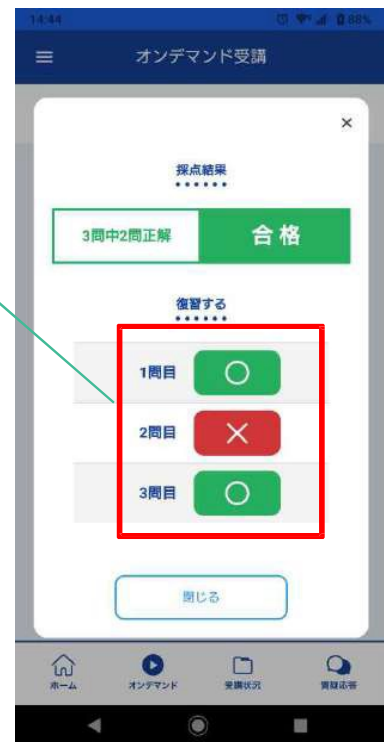 14:44 88%
オンデマンド受講
×
採点結果
3問中2問正解 合格
復習する
1問目 ○
2問目 ×
3問目 ○
閉じる
ホーム オンデマンド 受講状況 質疑応答